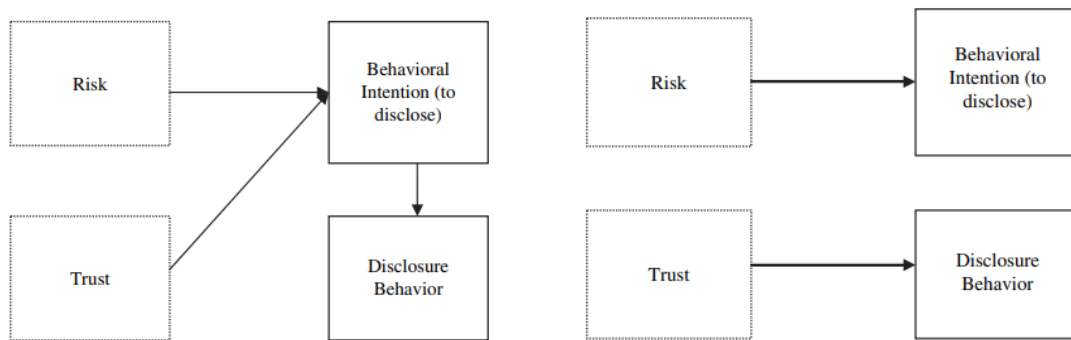 Risk
Behavioral
Intention (to
disclose)
Trust
Disclosure
Behavior
Risk
Behavioral
Intention (to
disclose)
Trust
Disclosure
Behavior